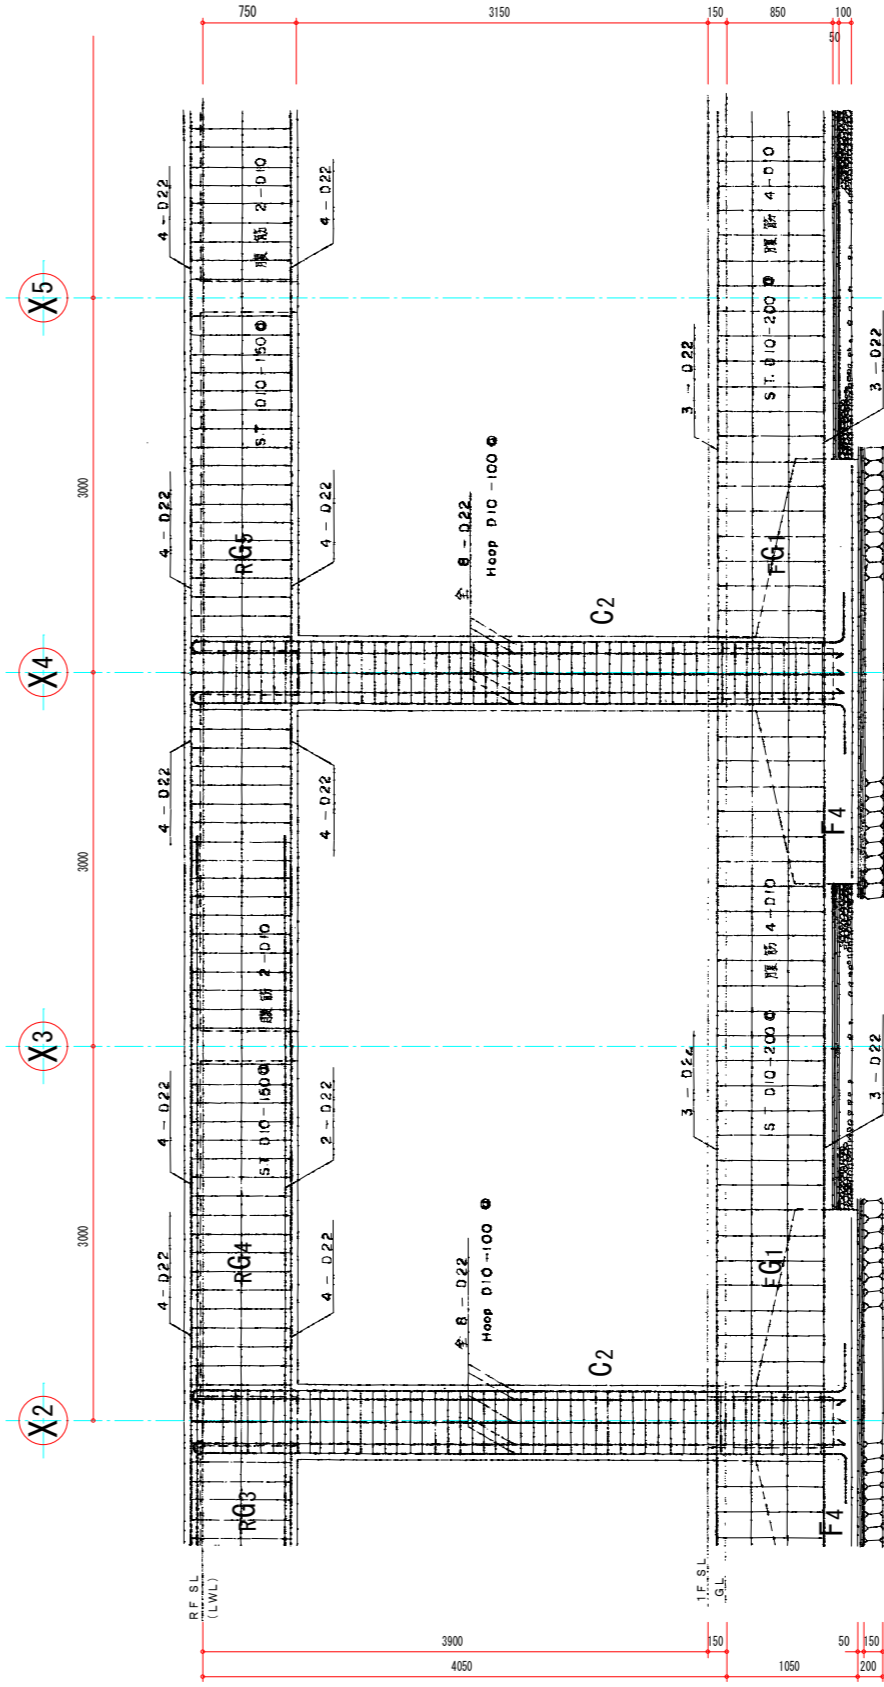 750
3150
150
850
50
100
X5
X4
X3
X2
3000
3000
3000
4-D22
4-D22
腹筋 2-D10
S.T. D10-150@
4-D22
4-D22
RG5
4-D22
4-D22
腹筋 2-D10
S.T. D10-150@
4-D22
2-D22
RG4
4-D22
4-D22
RG3
全 8-D22
Hoop D10-100@
C2
全 8-D22
Hoop D10-100@
C2
腹筋 4-D10
S.T. D10-200@
3-D22
3-D22
FG1
F4
腹筋 4-D10
S.T. D10-200@
3-D22
3-D22
FG1
F4
RF SL
(LWL)
1F SL
GL
3900
150
50
150
4050
1050
200